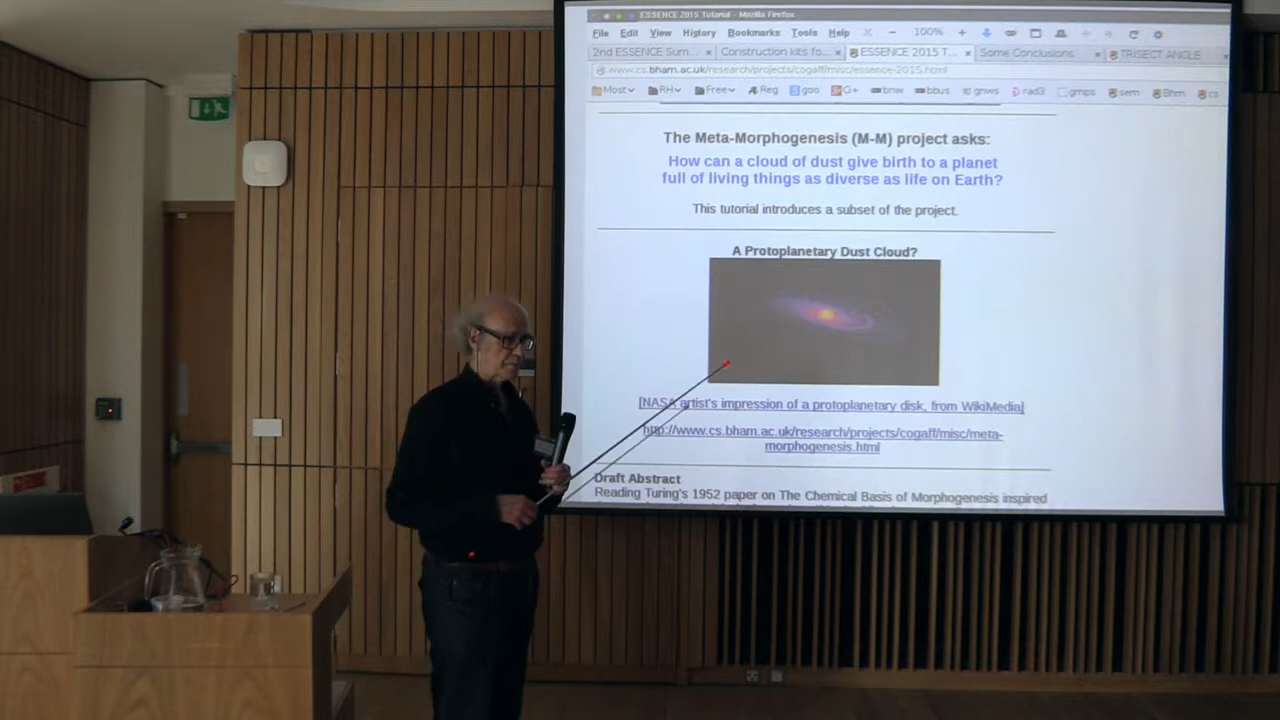 ESSENCE 2015 Tutorial - Mozilla Firefox
File Edit View History Bookmarks Tools Help 100%
2nd ESSENCE Sum... Construction kits fo... ESSENCE 2015 T... Some Conclusions. TRISECT ANGLE
www.cs.bham.ac.uk/research/projects/cogaff/misc/essence-2015.html
Most RH Free Reg goo G+ bnw bbus gnws rad3 gmps sem Bhm cs
The Meta-Morphogenesis (M-M) project asks:
How can a cloud of dust give birth to a planet
full of living things as diverse as life on Earth?
This tutorial introduces a subset of the project.
A Protoplanetary Dust Cloud?
[NASA artist's impression of a protoplanetary disk, from WikiMedia]
http://www.cs.bham.ac.uk/research/projects/cogaff/misc/meta-
morphogenesis.html
Draft Abstract
Reading Turing's 1952 paper on The Chemical Basis of Morphogenesis inspired